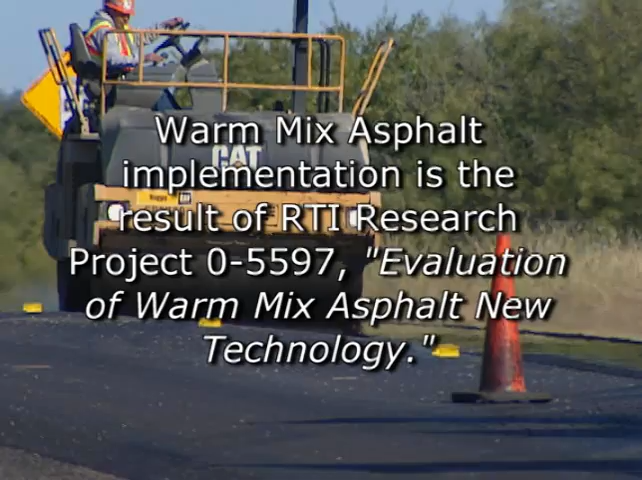 Warm Mix Asphalt
implementation is the
result of RTI Research
Project 0-5597, "Evaluation
of Warm Mix Asphalt New
Technology."
CAT